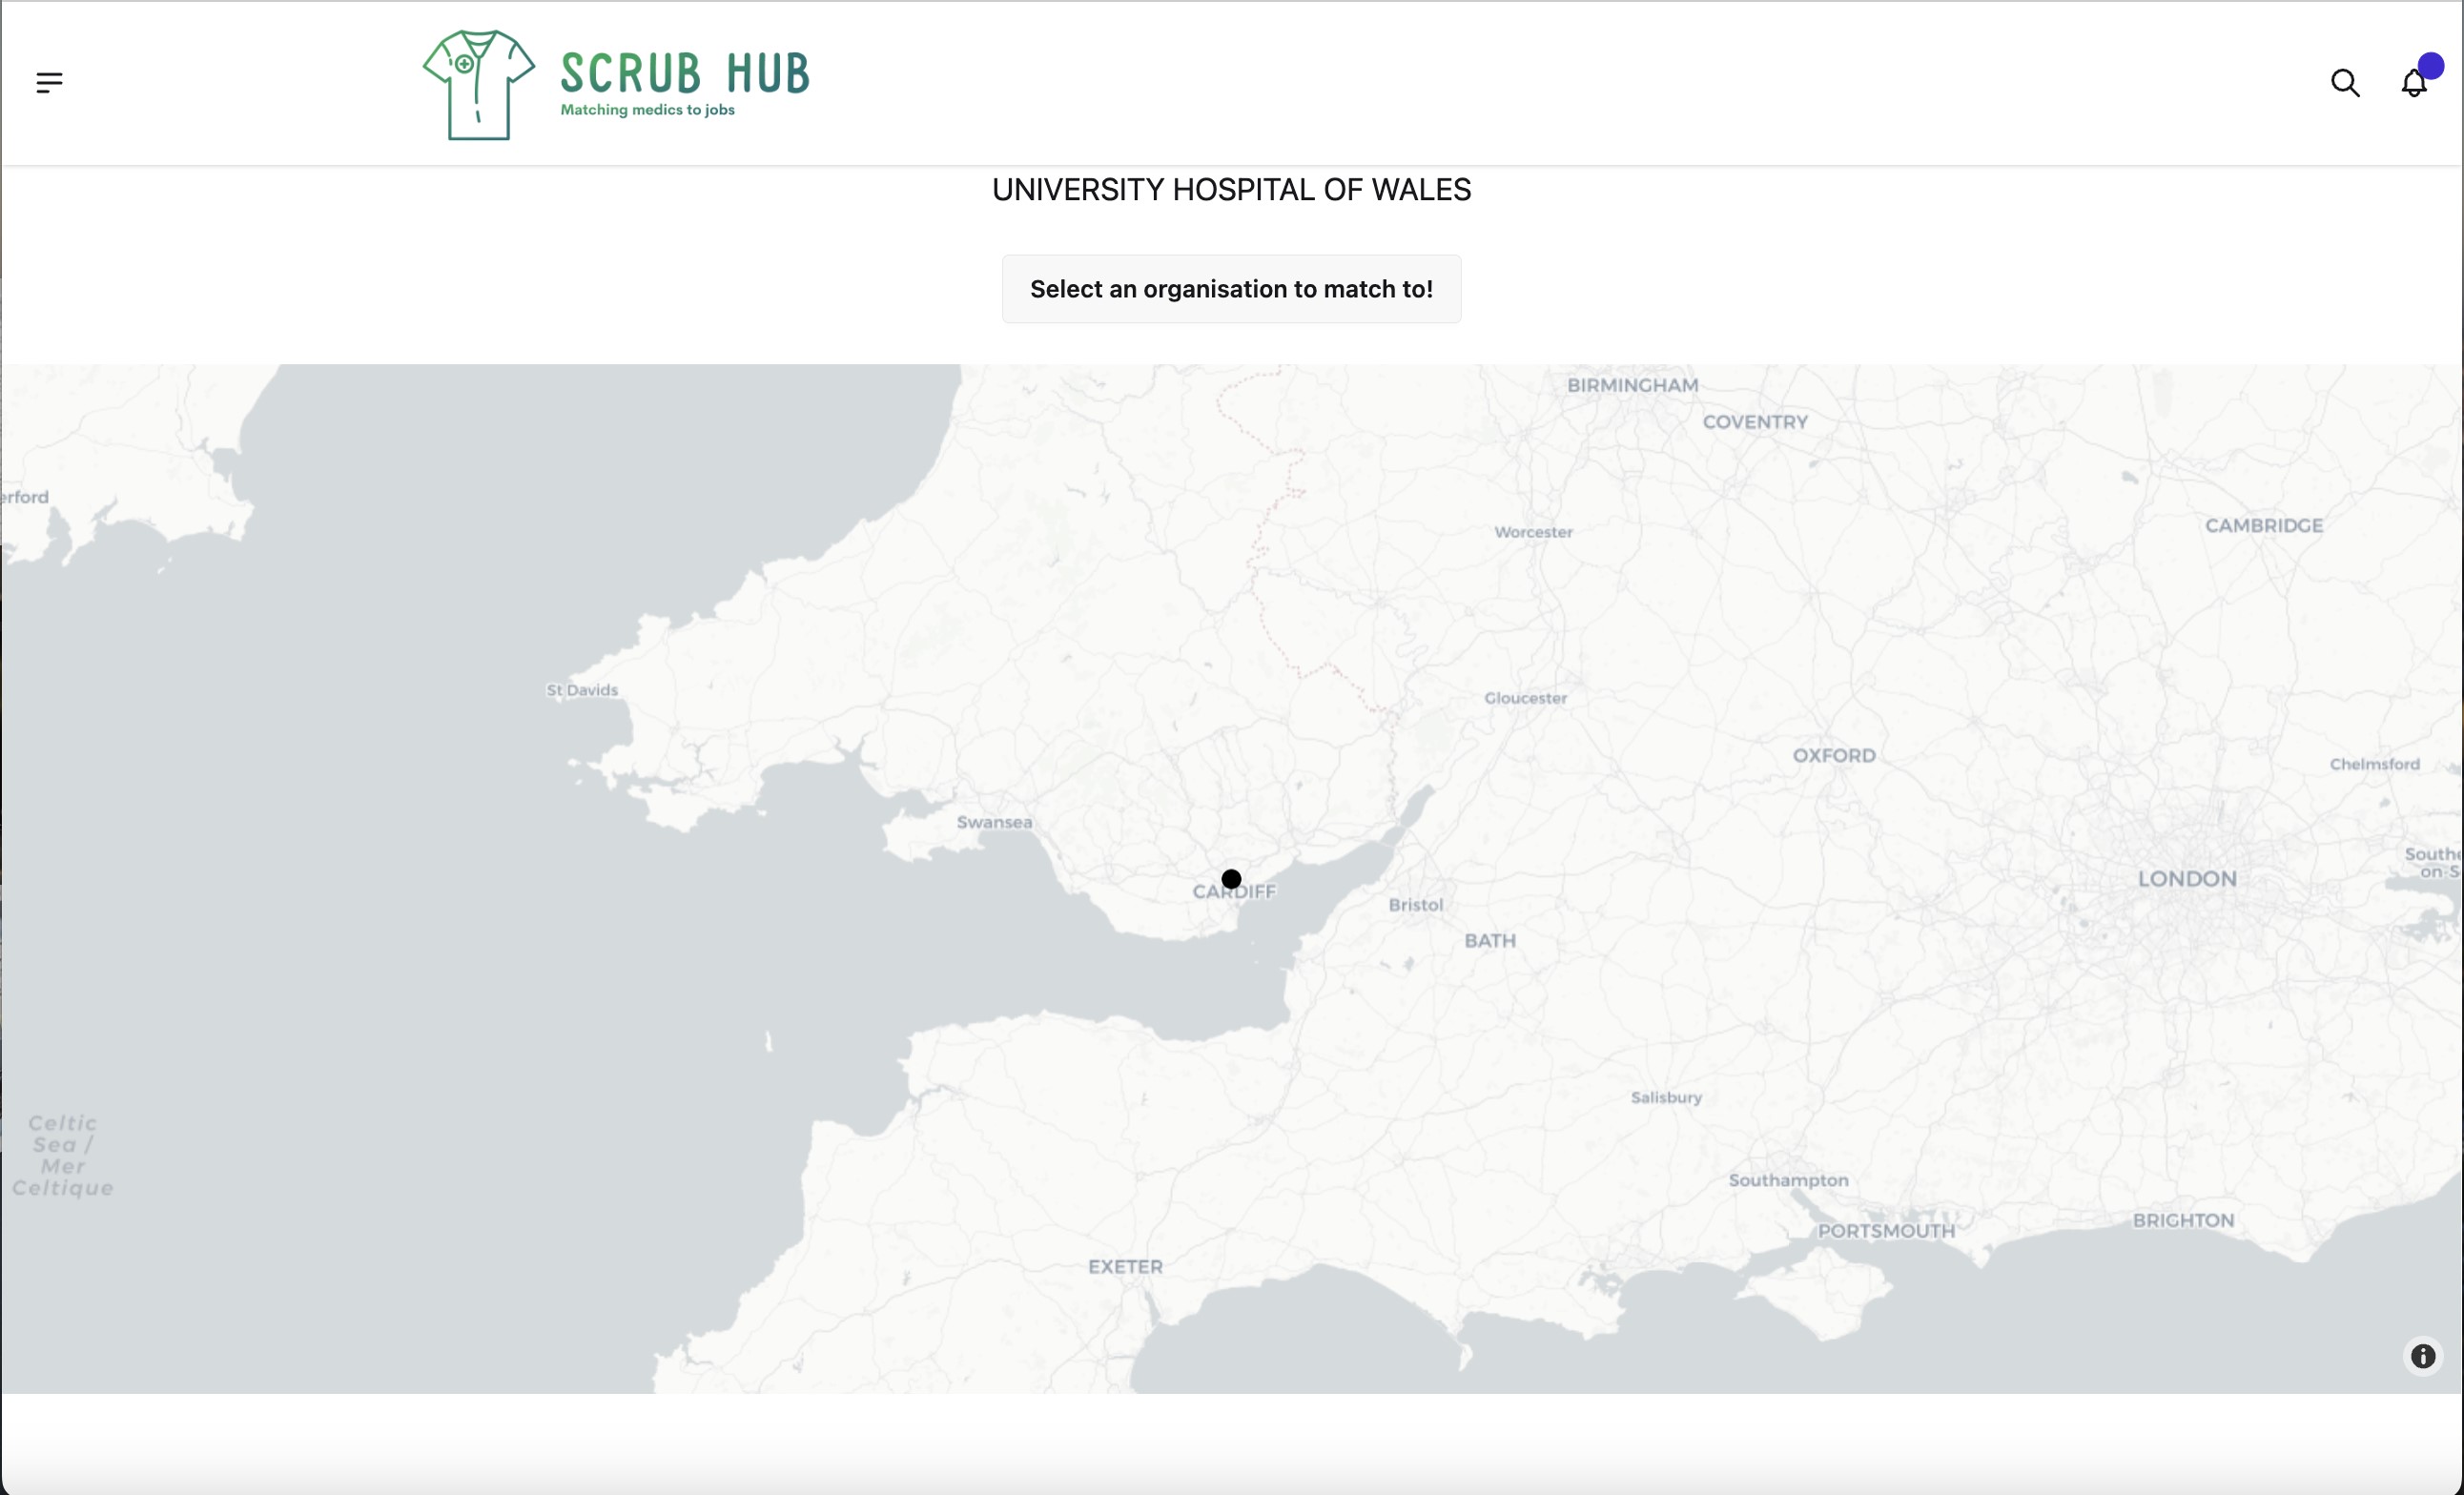 SCRUB HUB
Matching medics to jobs
UNIVERSITY HOSPITAL OF WALES
Select an organisation to match to!
BIRMINGHAM
COVENTRY
erford
CAMBRIDGE
Worcester
St Davids
Gloucester
OXFORD
Chelmsford
Swansea
Southe
on-S
LONDON
CARDIFF
Bristol
BATH
Salisbury
Celtic
Sea /
Mer
Celtique
Southampton
PORTSMOUTH
BRIGHTON
EXETER